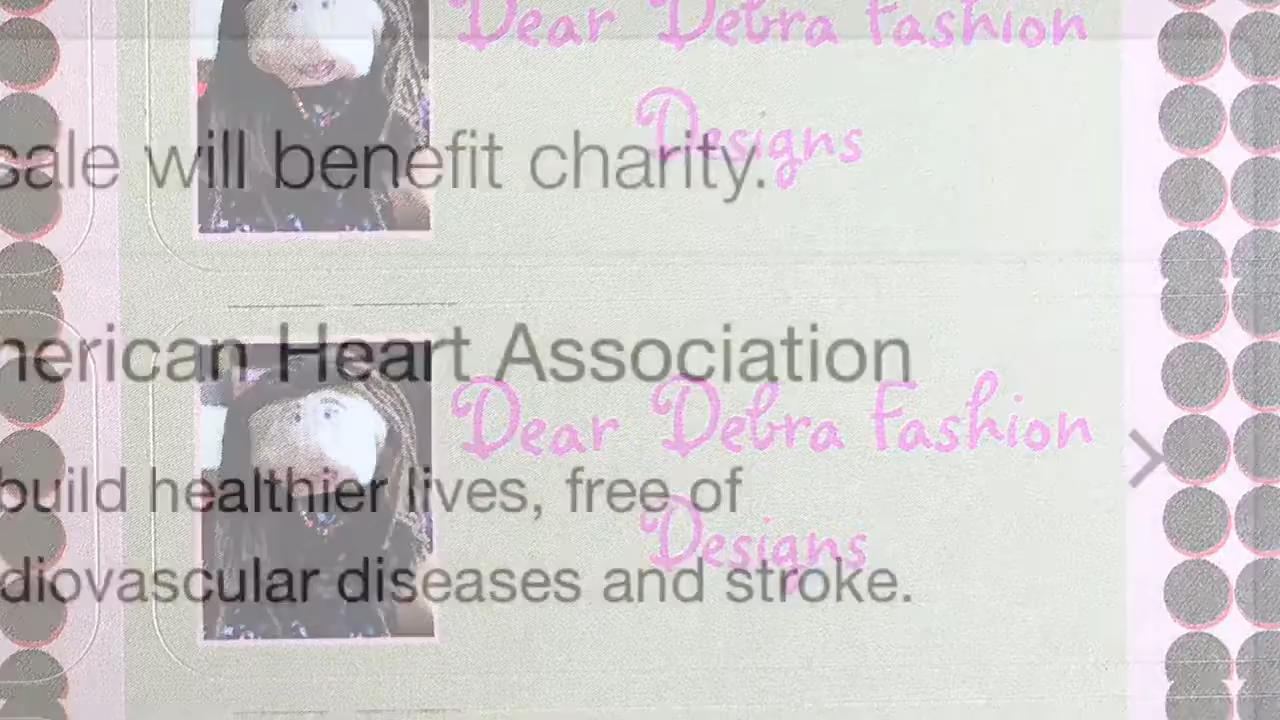 Dear Debra Fashion
Designs
sale will benefit charity.
merican Heart Association
Dear Debra Fashion
build healthier lives, free of
Designs
diovascular diseases and stroke.